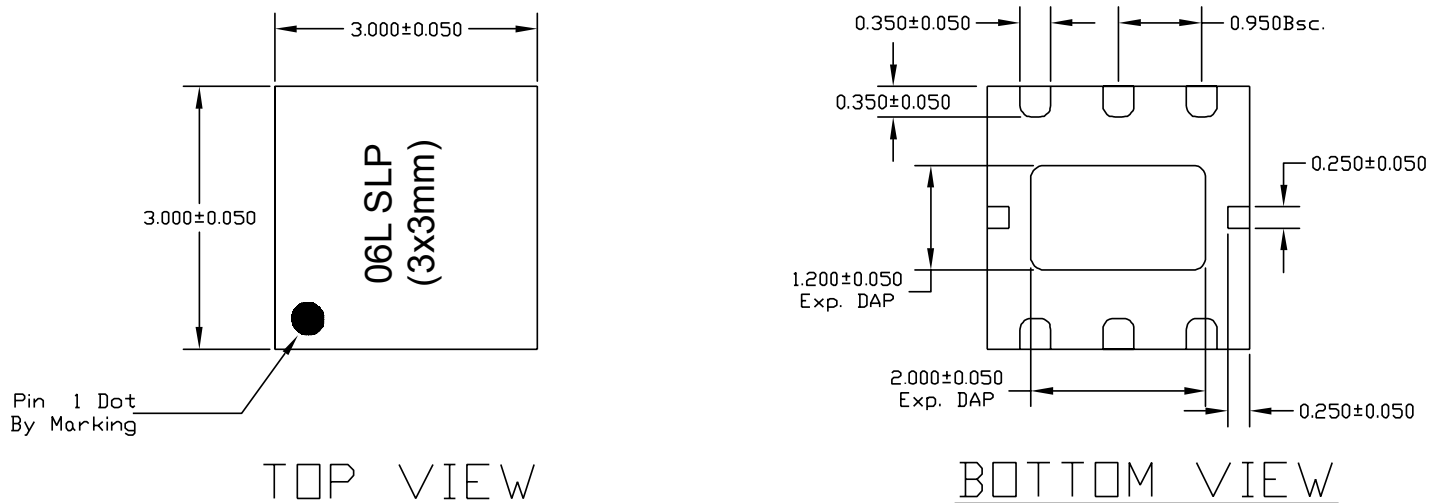 3.000±0.050
3.000±0.050
06L SLP
(3x3mm)
Pin 1 Dot
By Marking
TOP VIEW
0.350±0.050
0.950Bsc.
0.350±0.050
0.250±0.050
1.200±0.050
Exp. DAP
2.000±0.050
Exp. DAP
0.250±0.050
BOTTOM VIEW